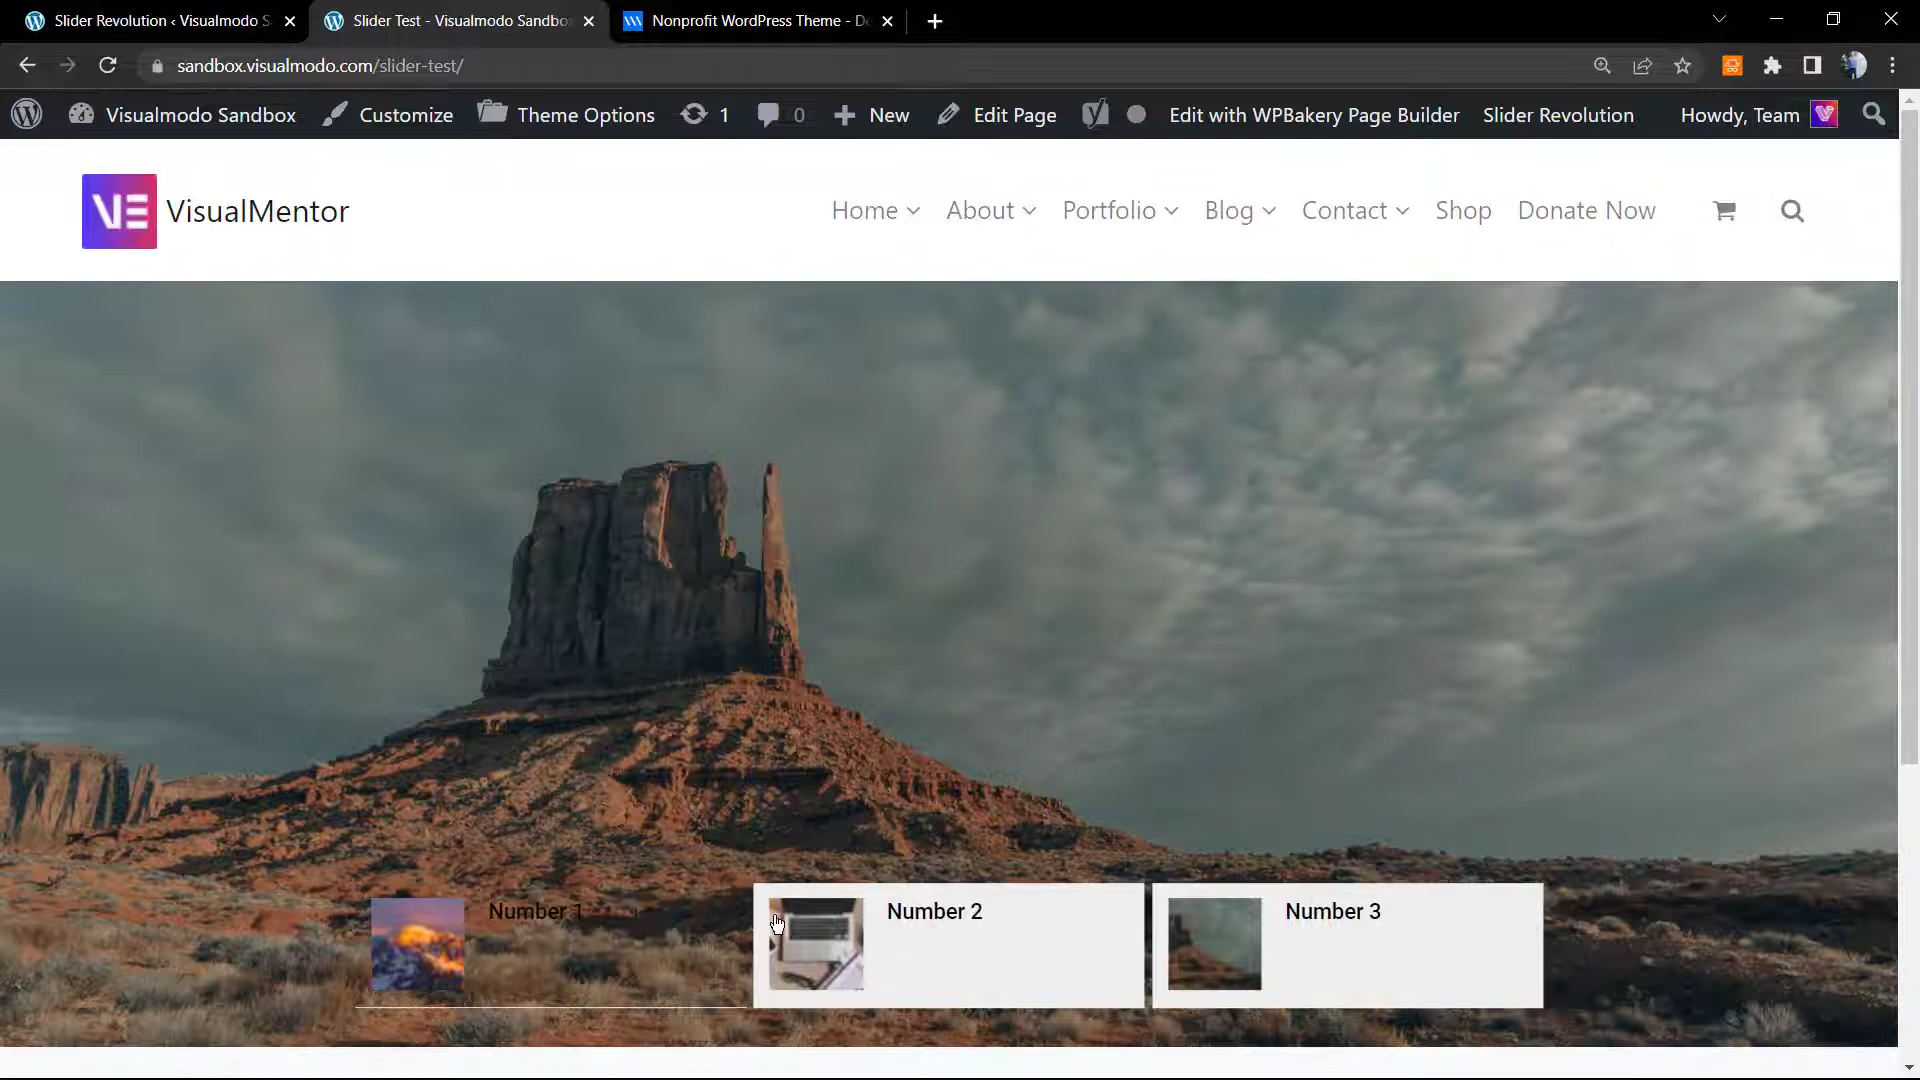 Slider Revolution ‹ Visualmodo S
Slider Test - Visualmodo Sandbo
Nonprofit WordPress Theme - De
sandbox.visualmodo.com/slider-test/
Visualmodo Sandbox
Customize
Theme Options
1
0
New
Edit Page
Edit with WPBakery Page Builder
Slider Revolution
Howdy, Team
VE VisualMentor
Home
About
Portfolio
Blog
Contact
Shop
Donate Now
Number 1
Number 2
Number 3